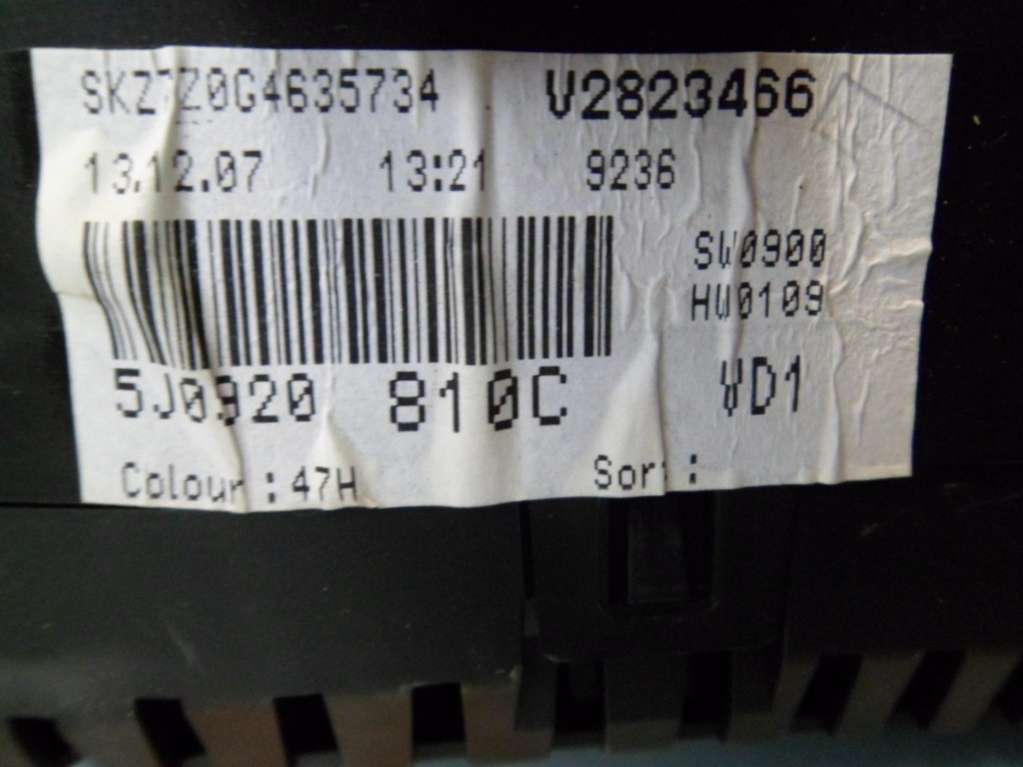 SKZ7Z0G4635734 V2823466
13.12.07 13:21 9236
SW0900
HW0109
5J0920 810C VD1
Colour :47H Sort: